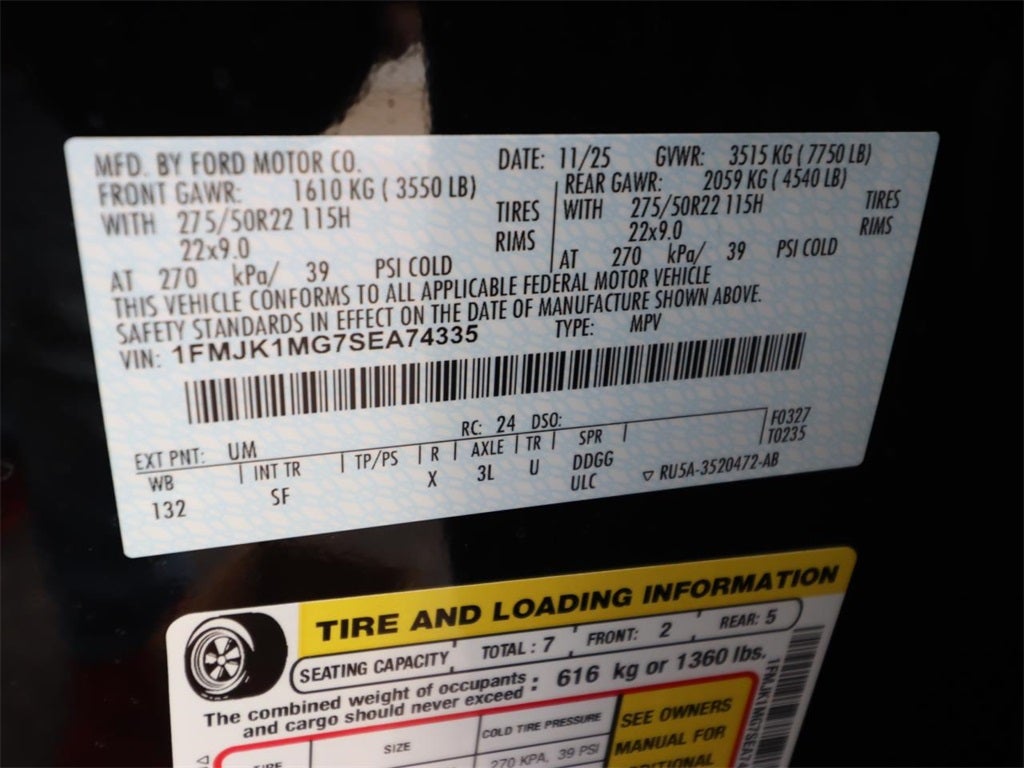 MFD. BY FORD MOTOR CO. DATE: 11/25 GVWR: 3515 KG ( 7750 LB)
FRONT GAWR: 1610 KG ( 3550 LB) REAR GAWR: 2059 KG ( 4540 LB)
WITH 275/50R22 115H TIRES WITH 275/50R22 115H TIRES
22x9.0 RIMS 22x9.0 RIMS
AT 270 kPa/ 39 PSI COLD AT 270 kPa/ 39 PSI COLD
THIS VEHICLE CONFORMS TO ALL APPLICABLE FEDERAL MOTOR VEHICLE
SAFETY STANDARDS IN EFFECT ON THE DATE OF MANUFACTURE SHOWN ABOVE.
VIN: 1FMJK1MG7SEA74335 TYPE: MPV
EXT PNT: UM RC: 24 DSO: F0327
T0235
WB INT TR TP/PS R AXLE TR SPR
132 SF X 3L U DDGG
ULC ▽ RU5A-3520472-AB
TIRE AND LOADING INFORMATION
SEATING CAPACITY TOTAL : 7 FRONT: 2 REAR: 5
The combined weight of occupants
and cargo should never exceed : 616 kg or 1360 lbs.
TIRE SIZE COLD TIRE PRESSURE SEE OWNERS
270 KPA, 39 PSI MANUAL FOR
1FMJK1MG7SEA74